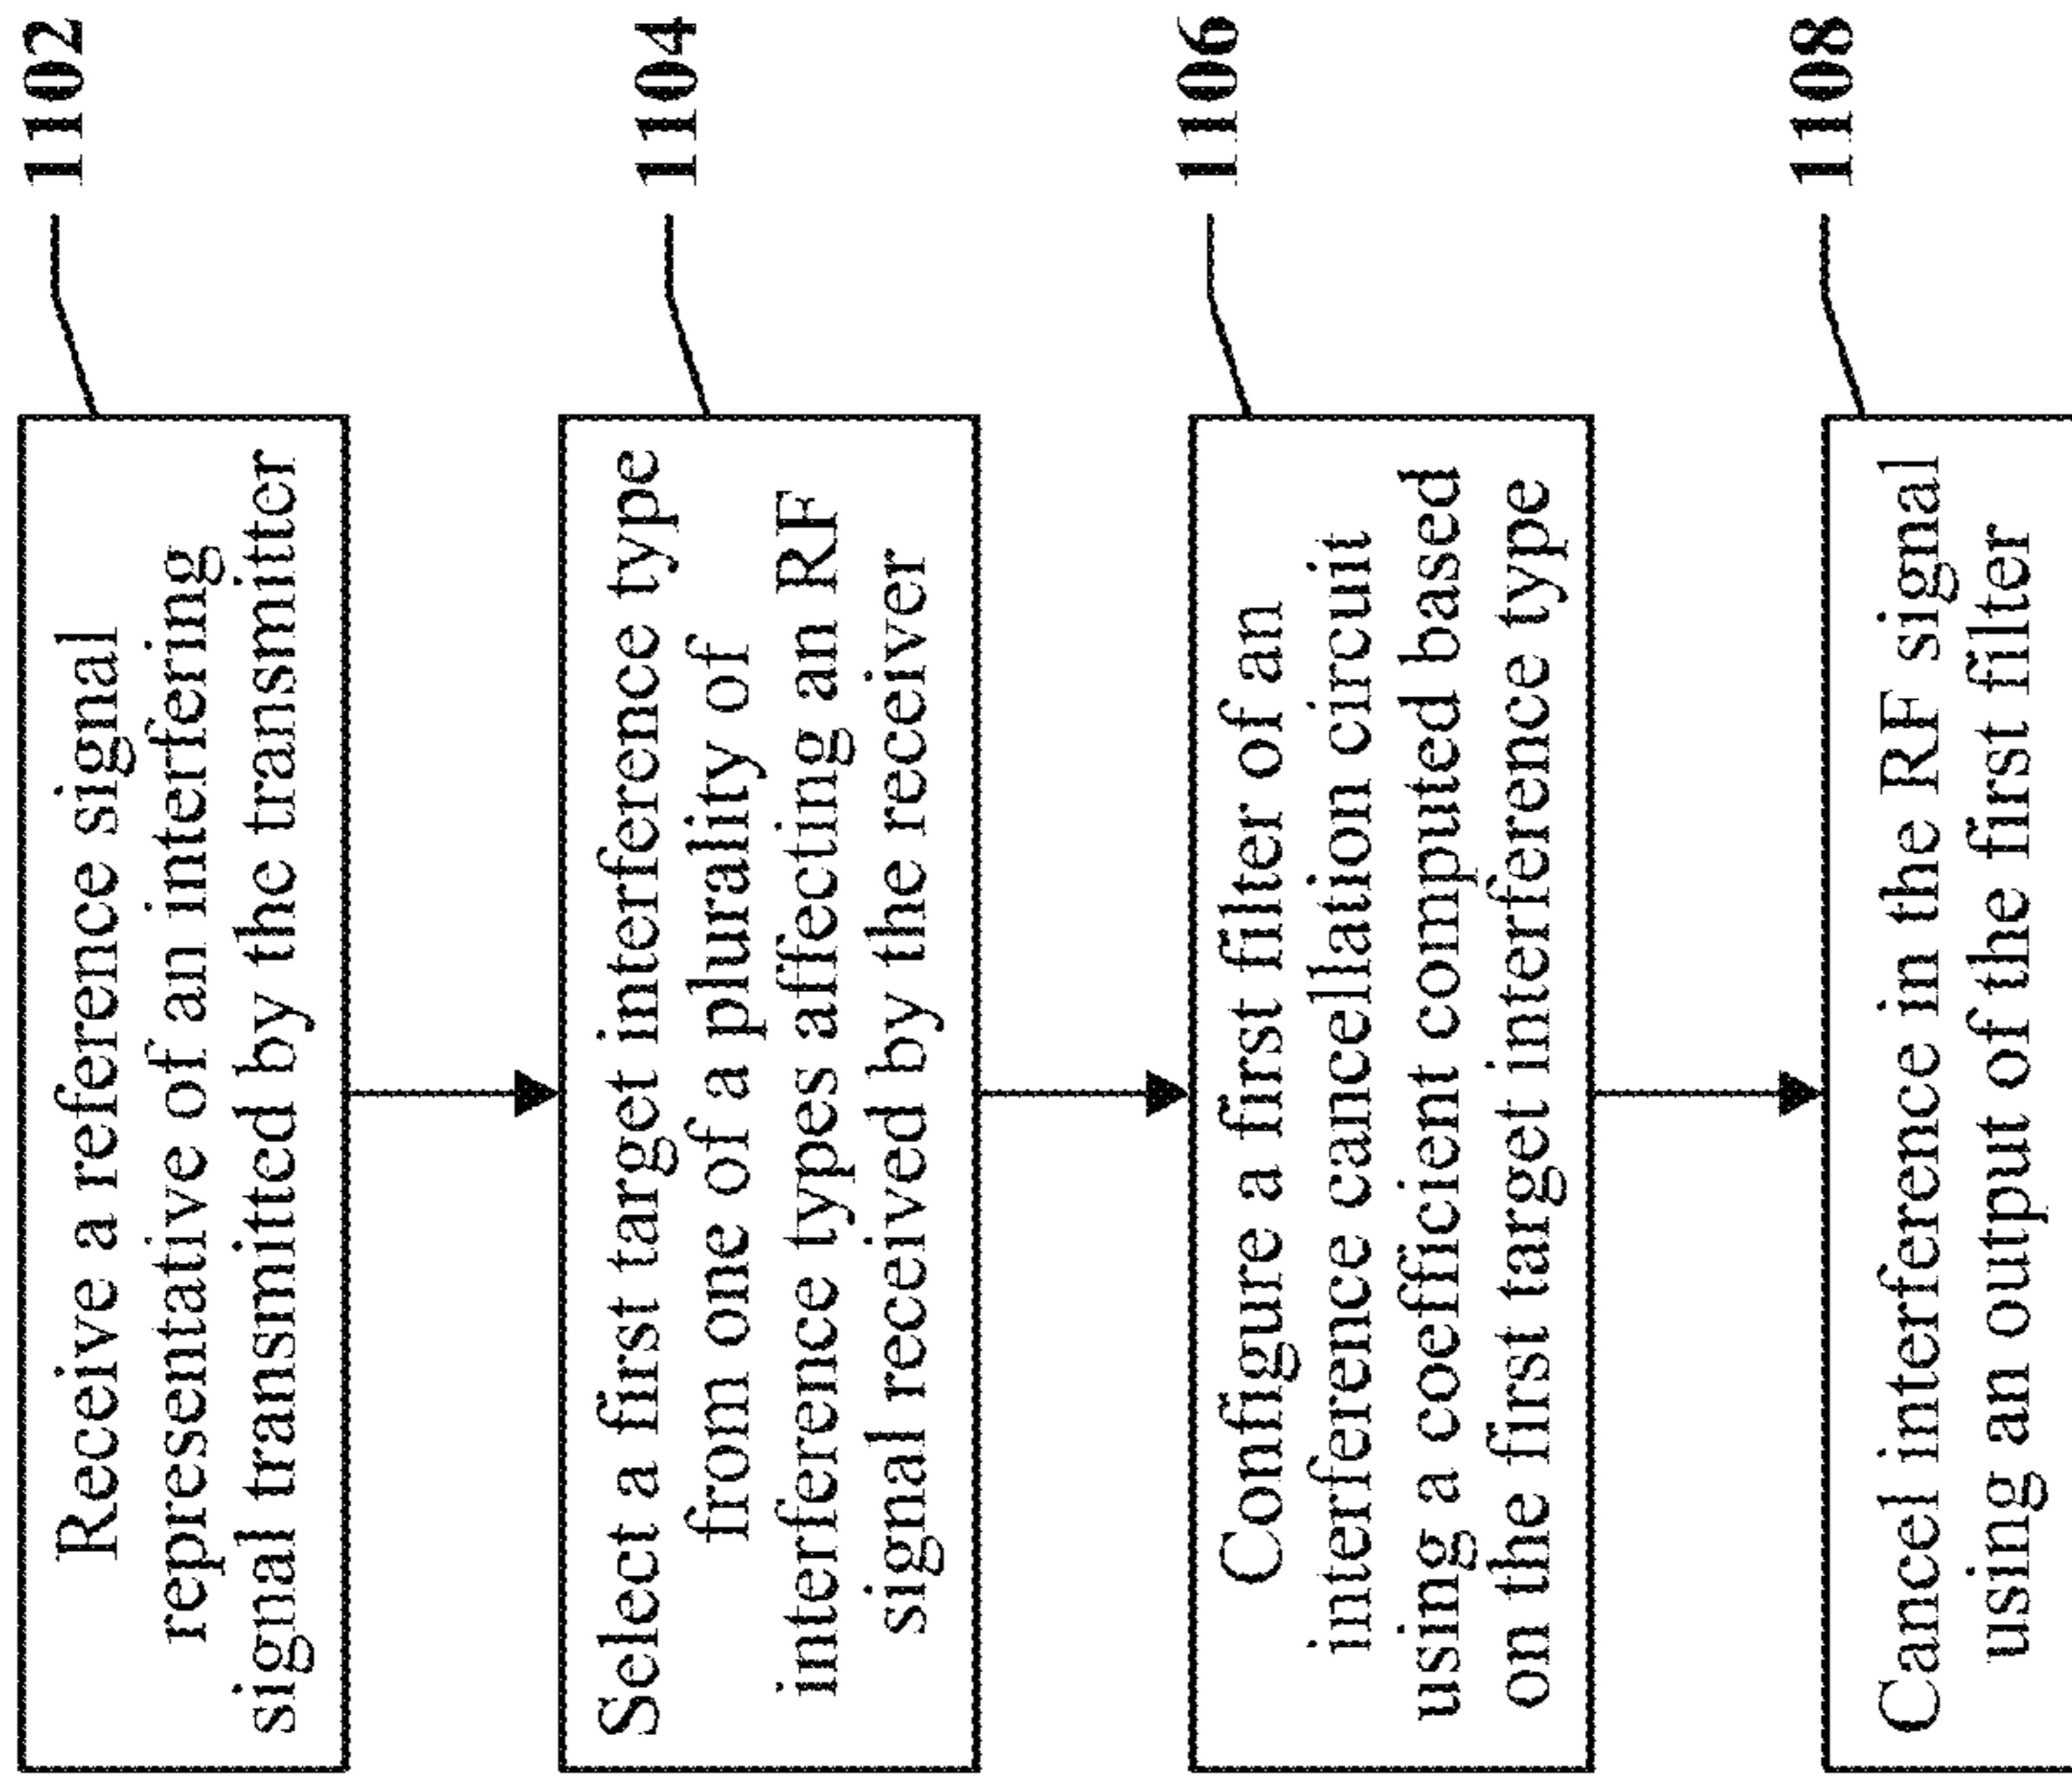 Receive a reference signal
representative of an interfering
signal transmitted by the transmitter
1102
Select a first target interference type
from one of a plurality of
interference types affecting an RF
signal received by the receiver
1104
Configure a first filter of an
interference cancellation circuit
using a coefficient computed based
on the first target interference type
1106
Cancel interference in the RF signal
using an output of the first filter
1108